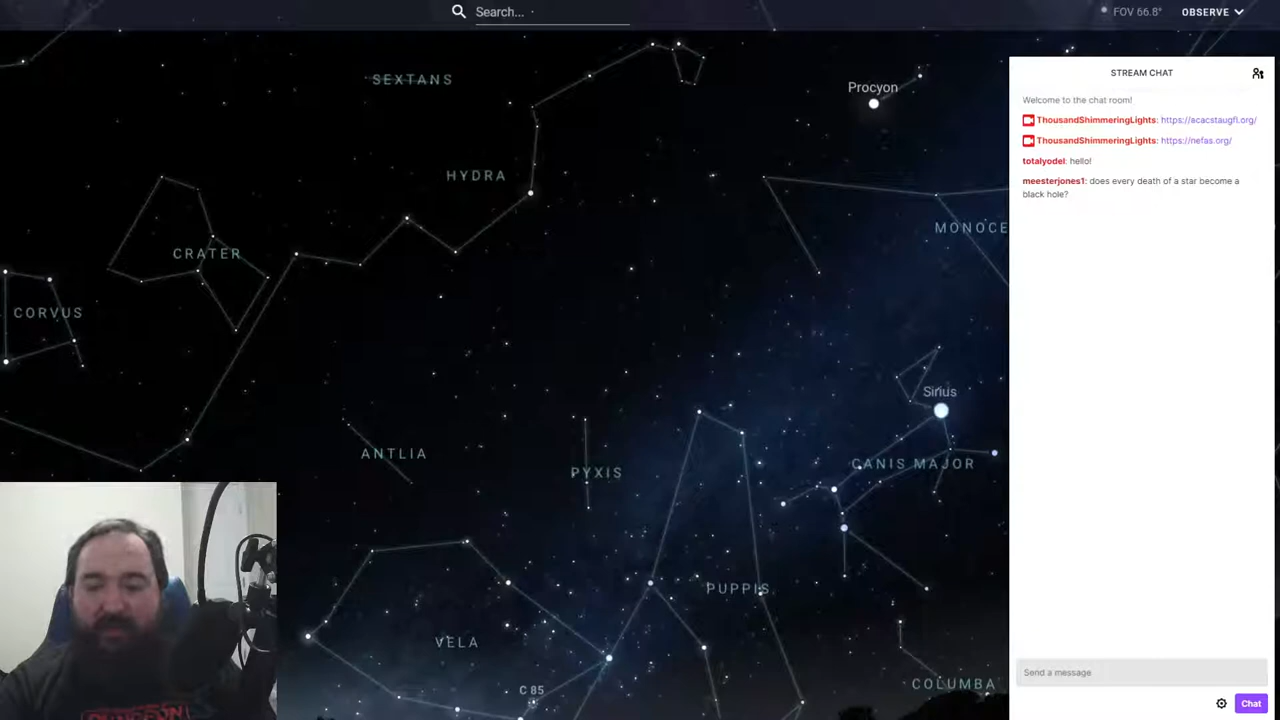 Search...
FOV 66.8°
OBSERVE
SEXTANS
Procyon
HYDRA
CRATER
MONOCE
CORVUS
Sirius
ANTLIA
PYXIS
CANIS MAJOR
PUPPIS
VELA
C 85
COLUMBA
STREAM CHAT
Welcome to the chat room!
ThousandShimmeringLights: https://acacstaugfl.org/
ThousandShimmeringLights: https://nefas.org/
totalyodel: hello!
meesterjones1: does every death of a star become a
black hole?
Send a message
Chat